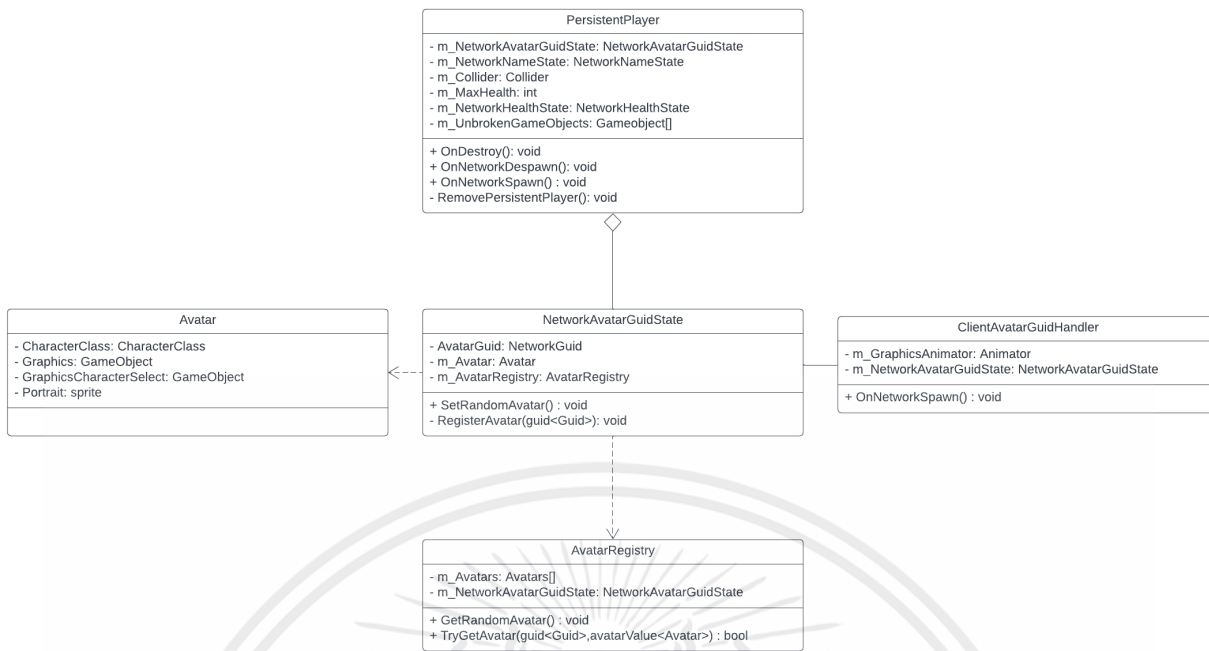 PersistentPlayer
- m_NetworkAvatarGuidState: NetworkAvatarGuidState
- m_NetworkNameState: NetworkNameState
- m_Collider: Collider
- m_MaxHealth: int
- m_NetworkHealthState: NetworkHealthState
- m_UnbrokenGameObjects: Gameobject[]
+ OnDestroy(): void
+ OnNetworkDespawn(): void
+ OnNetworkSpawn() : void
- RemovePersistentPlayer(): void
Avatar
- CharacterClass: CharacterClass
- Graphics: GameObject
- GraphicsCharacterSelect: GameObject
- Portrait: sprite
NetworkAvatarGuidState
- AvatarGuid: NetworkGuid
- m_Avatar: Avatar
- m_AvatarRegistry: AvatarRegistry
+ SetRandomAvatar() : void
- RegisterAvatar(guid<Guid>): void
ClientAvatarGuidHandler
- m_GraphicsAnimator: Animator
- m_NetworkAvatarGuidState: NetworkAvatarGuidState
+ OnNetworkSpawn() : void
AvatarRegistry
- m_Avatars: Avatars[]
- m_NetworkAvatarGuidState: NetworkAvatarGuidState
+ GetRandomAvatar() : void
+ TryGetAvatar(guid<Guid>,avatarValue<Avatar>) : bool